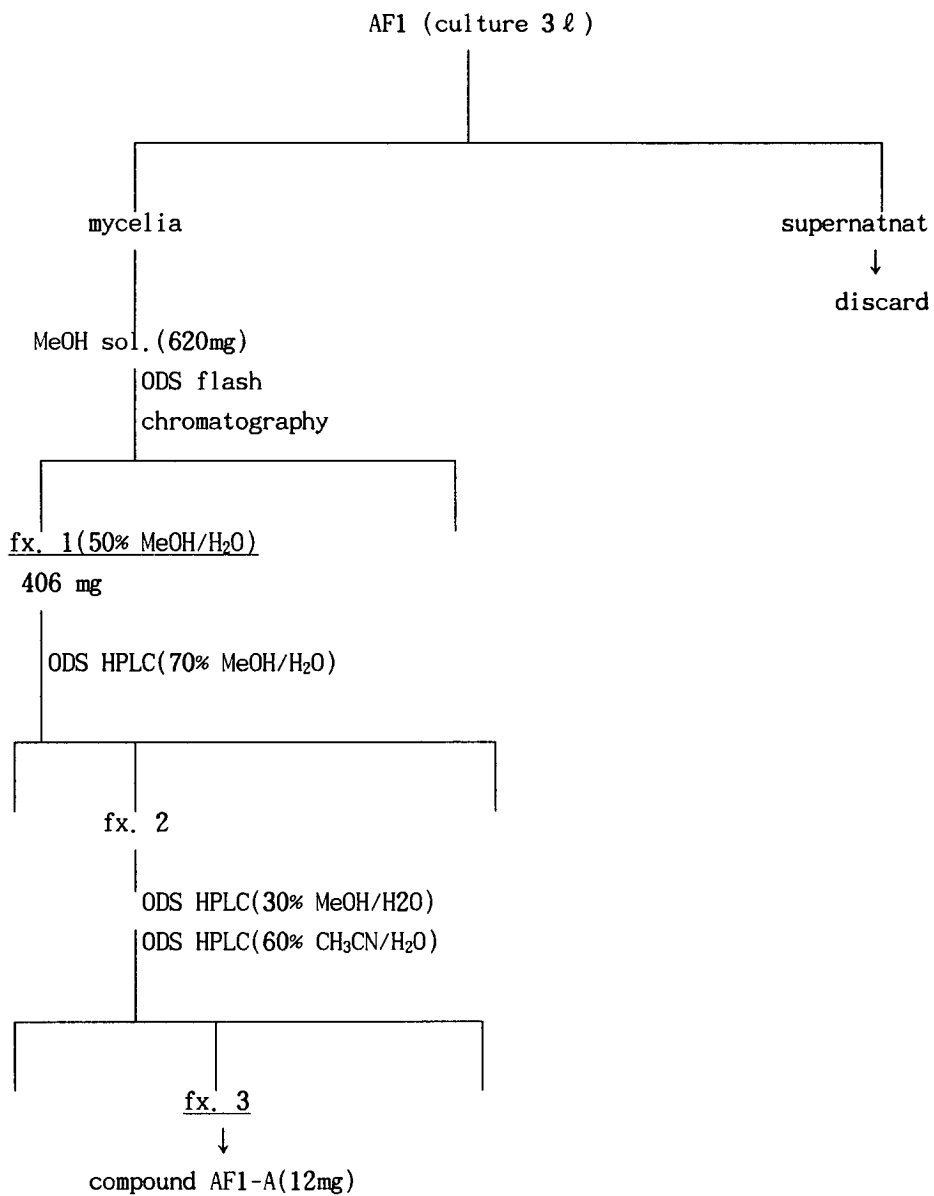 AF1 (culture 3 ℓ)
mycelia
supernatnat
↓
discard
MeOH sol.(620mg)
ODS flash
chromatography
fx. 1(50% MeOH/H₂O)
406 mg
ODS HPLC(70% MeOH/H₂O)
fx. 2
ODS HPLC(30% MeOH/H2O)
ODS HPLC(60% CH₃CN/H₂O)
fx. 3
↓
compound AF1-A(12mg)